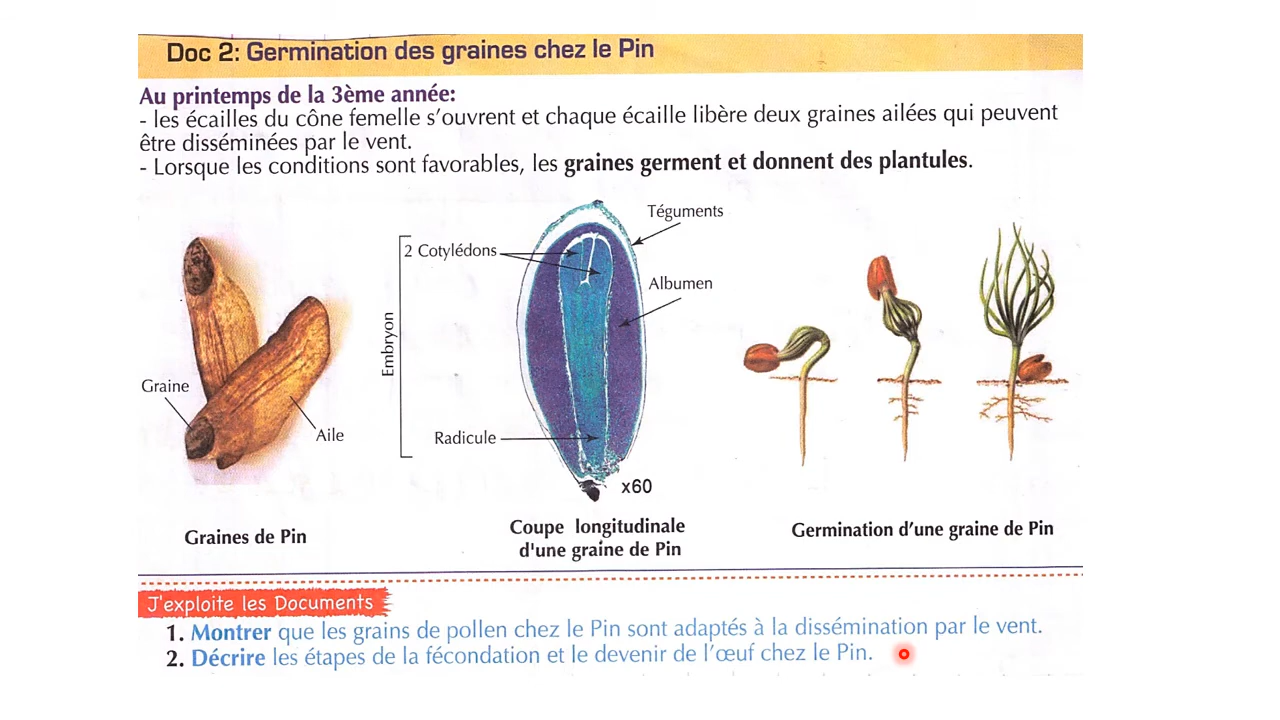 Doc 2: Germination des graines chez le Pin
Au printemps de la 3ème année:
- les écailles du cône femelle s'ouvrent et chaque écaille libère deux graines ailées qui peuvent
être disséminées par le vent.
- Lorsque les conditions sont favorables, les graines germent et donnent des plantules.
Téguments
2 Cotylédons
Albumen
Embryon
Graine
Aile
Radicule
x60
Graines de Pin
Coupe longitudinale
d'une graine de Pin
Germination d'une graine de Pin
J'exploite les Documents
1. Montrer que les grains de pollen chez le Pin sont adaptés à la dissémination par le vent.
2. Décrire les étapes de la fécondation et le devenir de l'œuf chez le Pin.